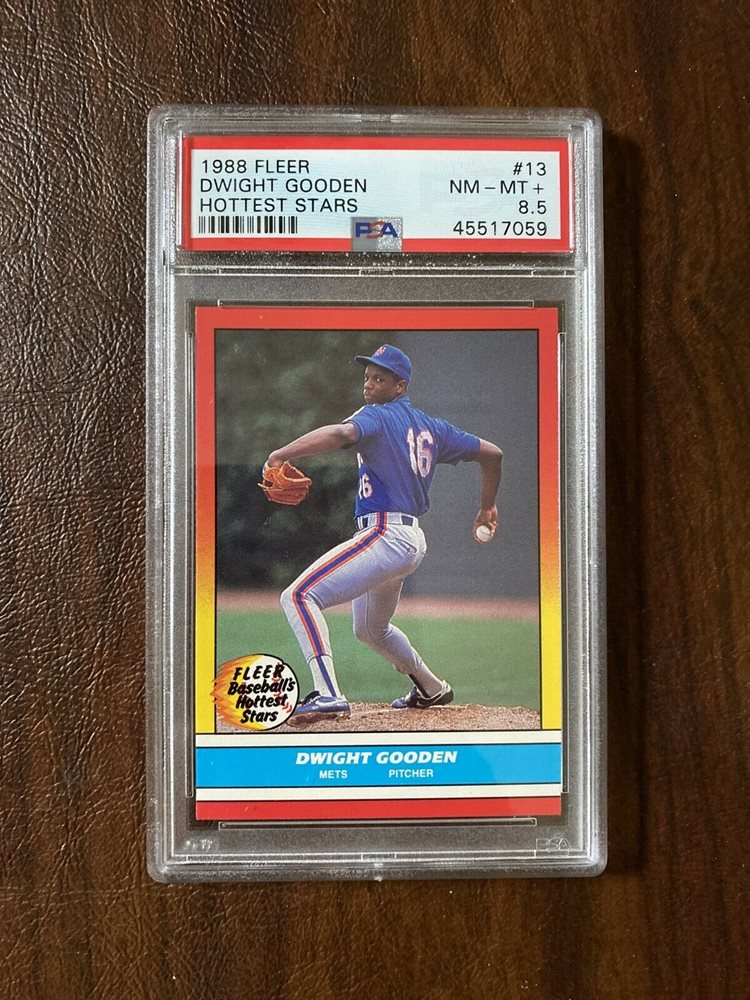 1988 FLEER #13
DWIGHT GOODEN NM - MT +
HOTTEST STARS 8.5
PSA 45517059
16
16
FLEER
Baseball's
Hottest
Stars
DWIGHT GOODEN
METS PITCHER
PSA